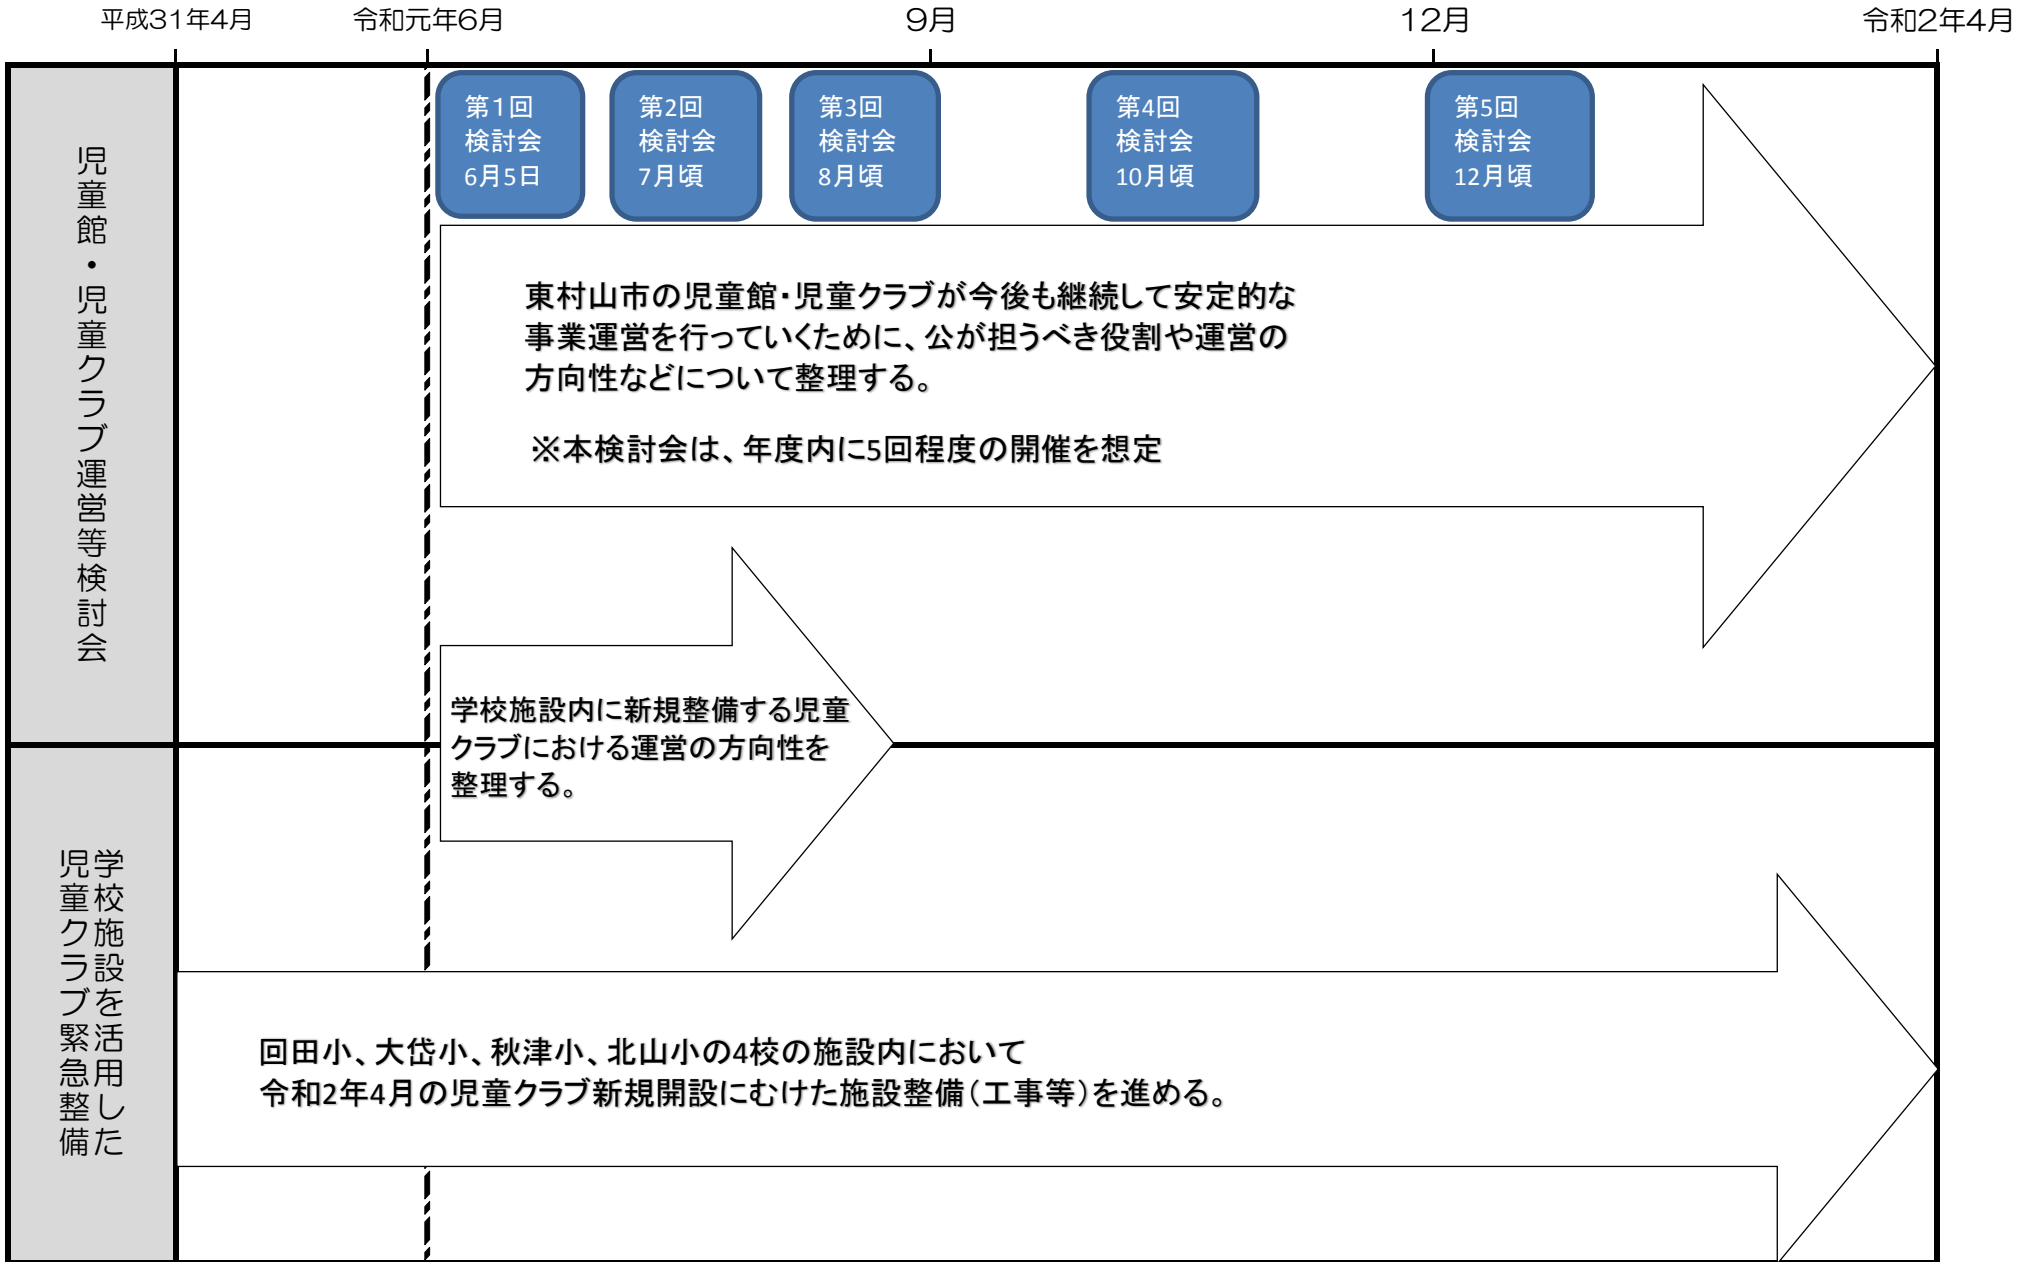 平成31年4月
令和元年6月
9月
12月
令和2年4月
児童館・児童クラブ運営等検討会
第１回
検討会
6月5日
第2回
検討会
7月頃
第3回
検討会
8月頃
第4回
検討会
10月頃
第5回
検討会
12月頃
東村山市の児童館・児童クラブが今後も継続して安定的な
事業運営を行っていくために、公が担うべき役割や運営の
方向性などについて整理する。
※本検討会は、年度内に5回程度の開催を想定
学校施設内に新規整備する児童
クラブにおける運営の方向性を
整理する。
学校施設を活用した
児童クラブ緊急整備
回田小、大岱小、秋津小、北山小の4校の施設内において
令和2年4月の児童クラブ新規開設にむけた施設整備（工事等）を進める。